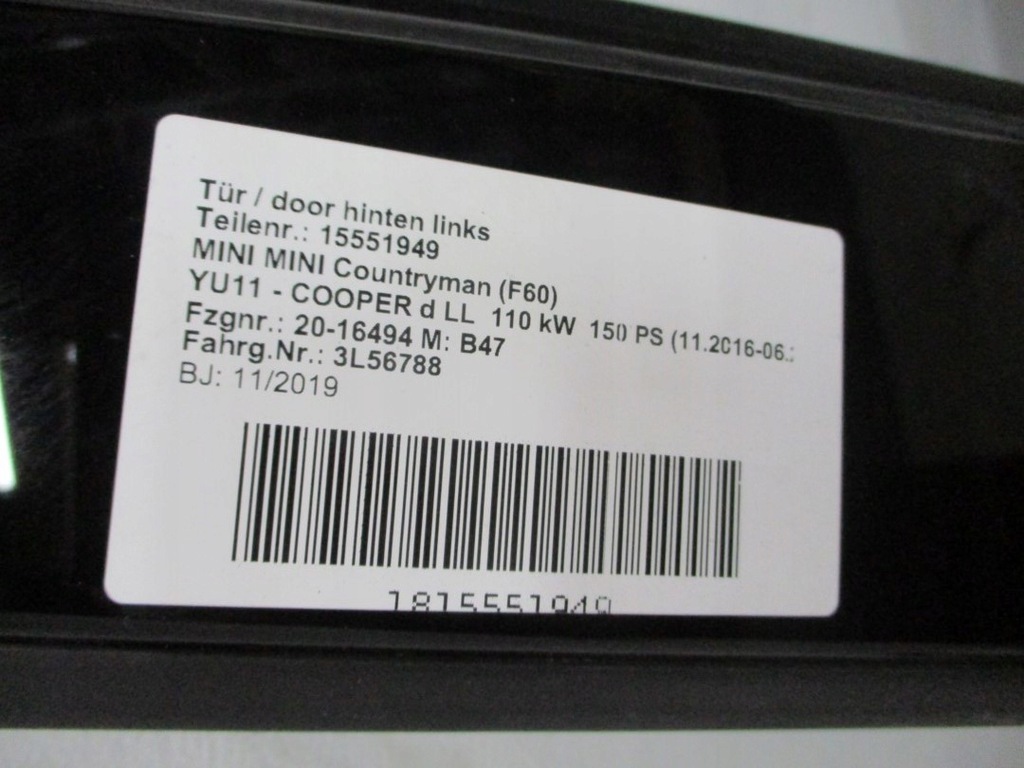 Tür / door hinten links
Teilenr.: 15551949
MINI MINI Countryman (F60)
YU11 - COOPER d LL 110 kW 150 PS (11.2016-06.:
Fzgnr.: 20-16494 M: B47
Fahrg.Nr.: 3L56788
BJ: 11/2019
1815551949